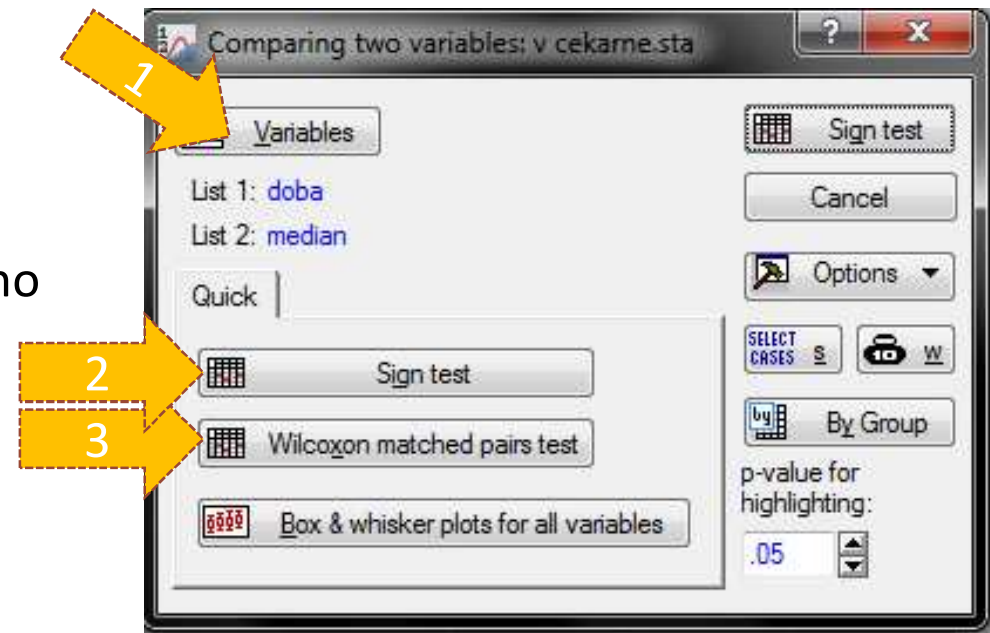 1
Comparing two variables: v cekarne.sta
?
x
Variables
Sign test
List 1: doba
Cancel
List 2: median
no
Options
Quick
SELECT CASES S
W
2
Sign test
By Group
3
Wilcoxon matched pairs test
p-value for
highlighting:
Box & whisker plots for all variables
.05